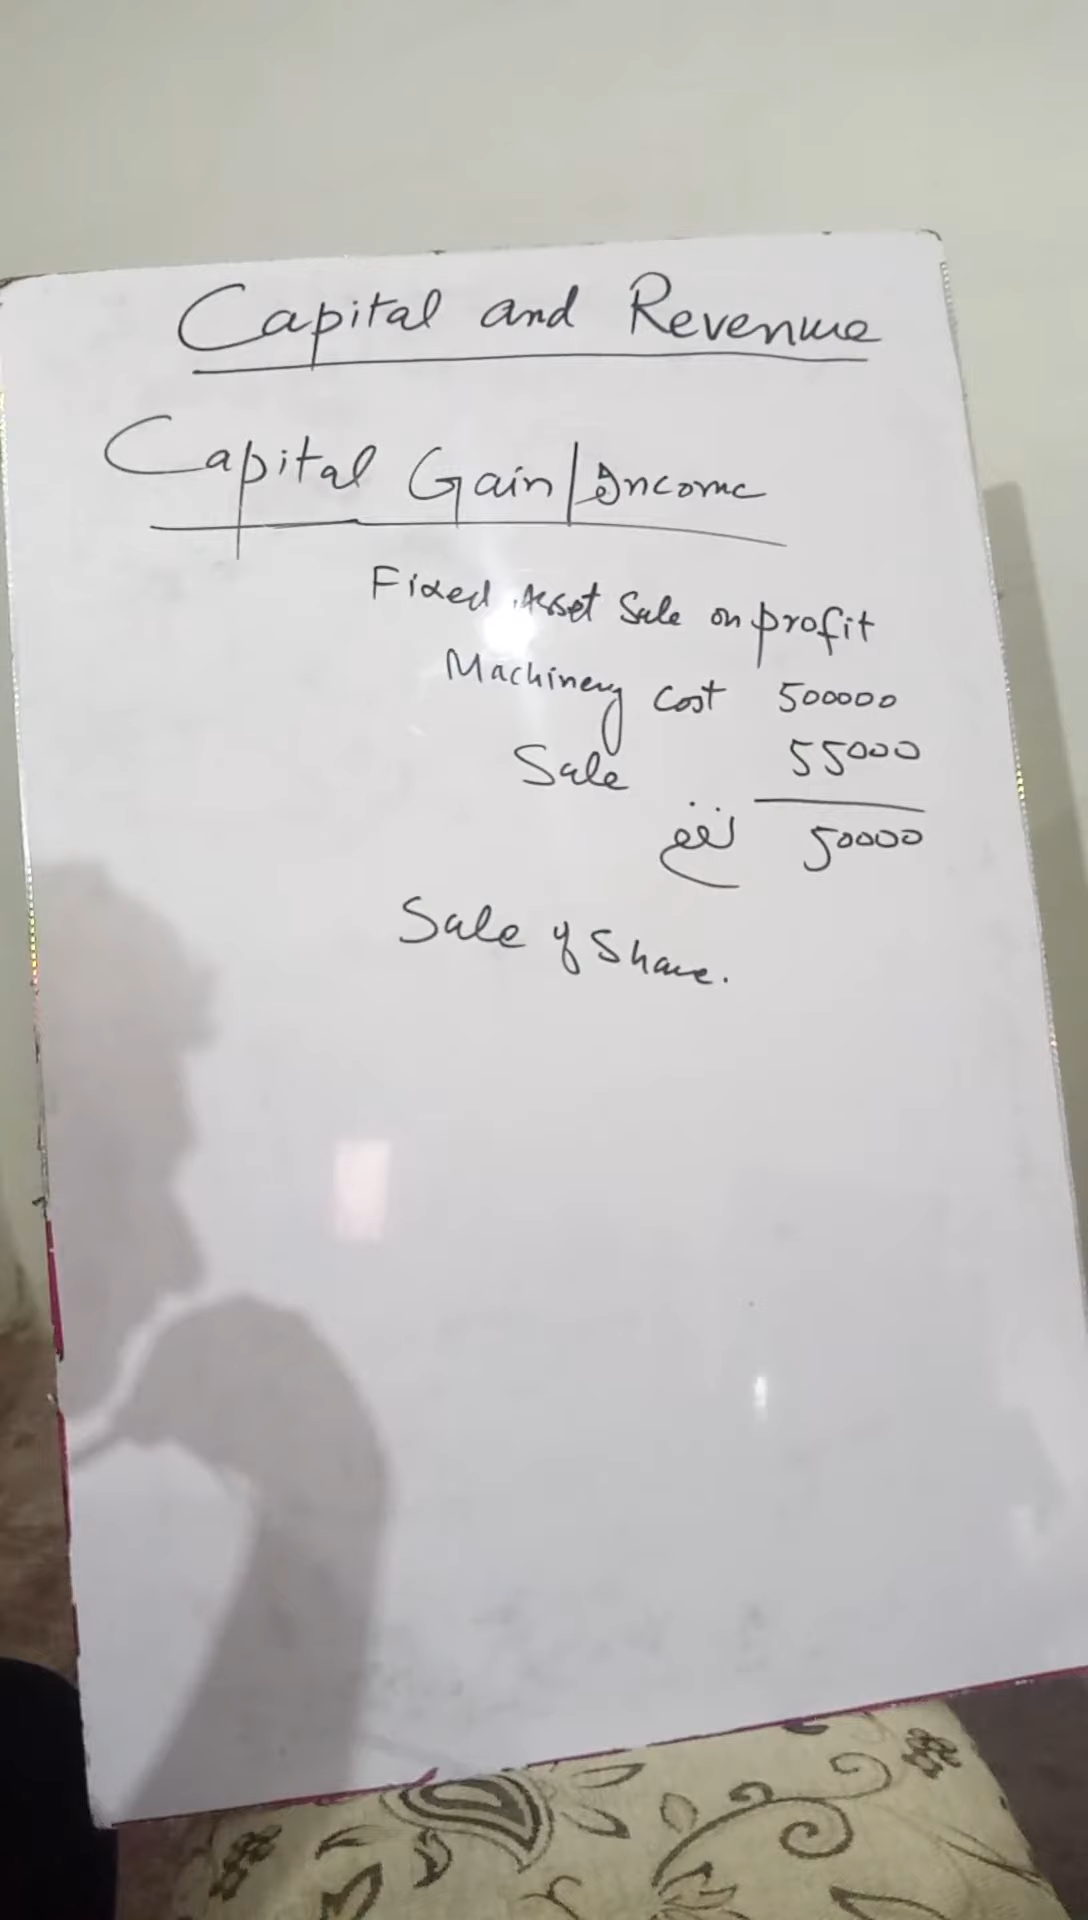 Capital and Revenue
Capital Gain/Income
Fixed Asset Sale on profit
Machinery cost 500000
Sale 55000
نفع 50000
Sale of Share.